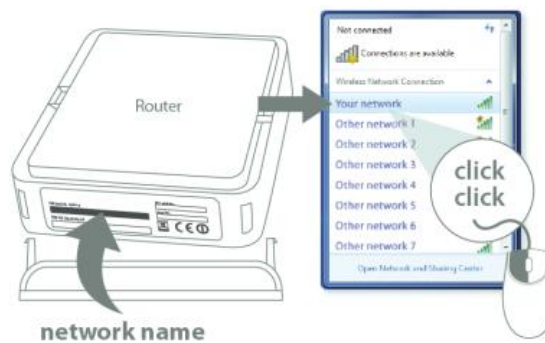 Router
network name
Not connected
Connections are available
Wireless Network Connection
Your network
Other network 1
Other network 2
Other network 3
Other network 4
Other network 5
Other network 6
Other network 7
Open Network and Sharing Center
click
click